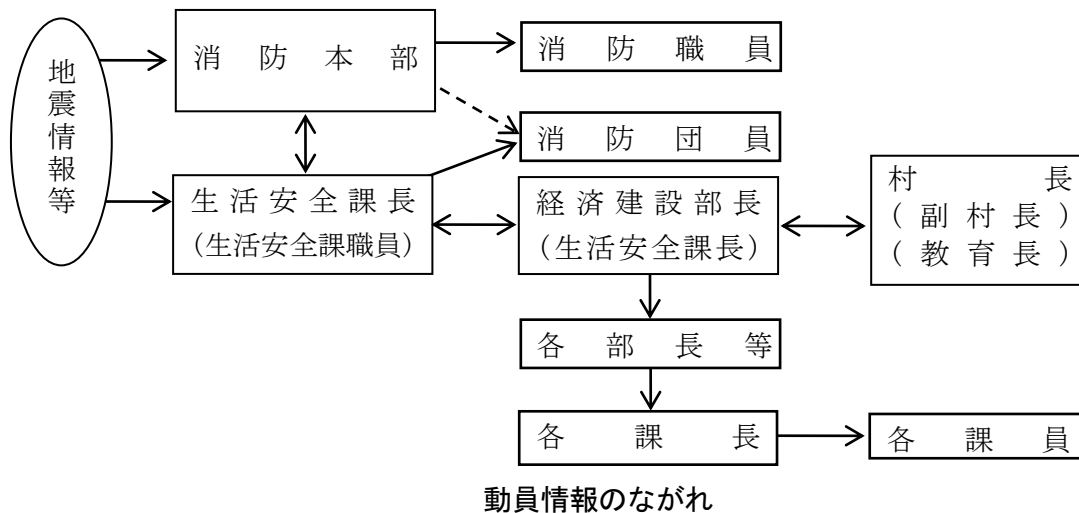 地震情報等
消防本部
消防職員
消防団員
生活安全課長
(生活安全課職員)
経済建設部長
(生活安全課長)
村長
(副村長)
(教育長)
各部長等
各課長
各課員
動員情報のながれ